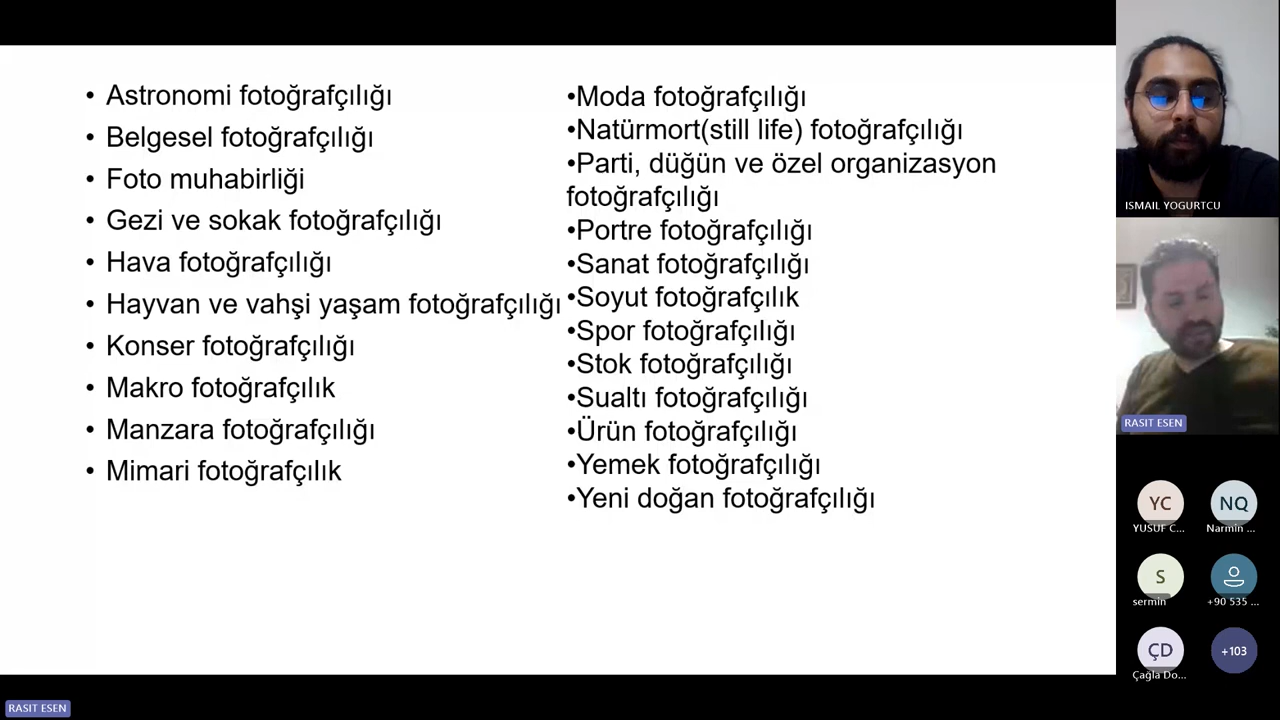 • Astronomi fotoğrafçılığı
• Belgesel fotoğrafçılığı
• Foto muhabirliği
• Gezi ve sokak fotoğrafçılığı
• Hava fotoğrafçılığı
• Hayvan ve vahşi yaşam fotoğrafçılığı
• Konser fotoğrafçılığı
• Makro fotoğrafçılık
• Manzara fotoğrafçılığı
• Mimari fotoğrafçılık
•Moda fotoğrafçılığı
•Natürmort(still life) fotoğrafçılığı
•Parti, düğün ve özel organizasyon
fotoğrafçılığı
•Portre fotoğrafçılığı
•Sanat fotoğrafçılığı
•Soyut fotoğrafçılık
•Spor fotoğrafçılığı
•Stok fotoğrafçılığı
•Sualtı fotoğrafçılığı
•Ürün fotoğrafçılığı
•Yemek fotoğrafçılığı
•Yeni doğan fotoğrafçılığı
ISMAIL YOGURTCU
RASIT ESEN
YC
YUSUF C...
NQ
Narmin ...
S
sermin
+90 535 ...
ÇD
Çağla Do...
+103
RASIT ESEN